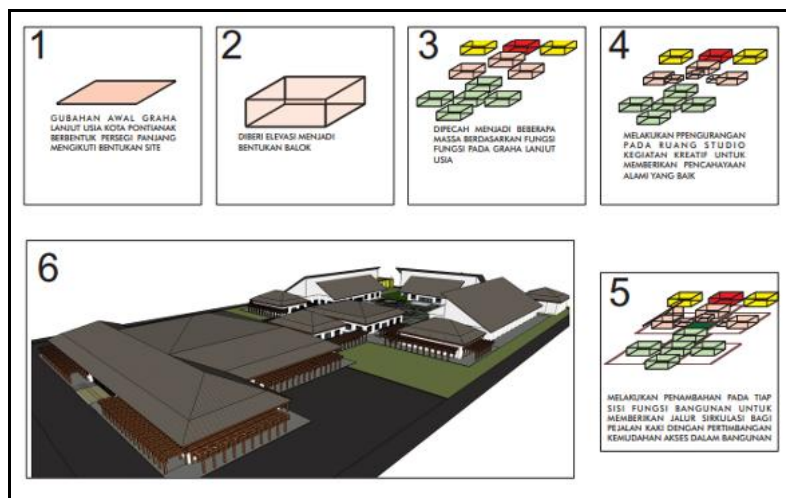 1
GUBAHAN AWAL GRAHA
LANJUT USIA KOTA PONTIANAK
BERBENTUK PERSEGI PANJANG
MENGIKUTI BENTUKAN SITE
2
DIBERI ELEVASI MENJADI
BENTUKAN BALOK
3
DIPECAH MENJADI BEBERAPA
MASSA BERDASARKAN FUNGSI
FUNGSI PADA GRAHA LANJUT
USIA
4
MELAKUKAN PPENGURANGAN
PADA RUANG STUDIO
KEGIATAN KREATIF UNTUK
MEMBERIKAN PENCAHAYAAN
ALAMI YANG BAIK
6
5
MELAKUKAN PENAMBAHAN PADA TIAP
SISI FUNGSI BANGUNAN UNTUK
MEMBERIKAN JALUR SIRKULASI BAGI
PEJALAN KAKI DENGAN PERTIMBANGAN
KEMUDAHAN AKSES DALAM BANGUNAN